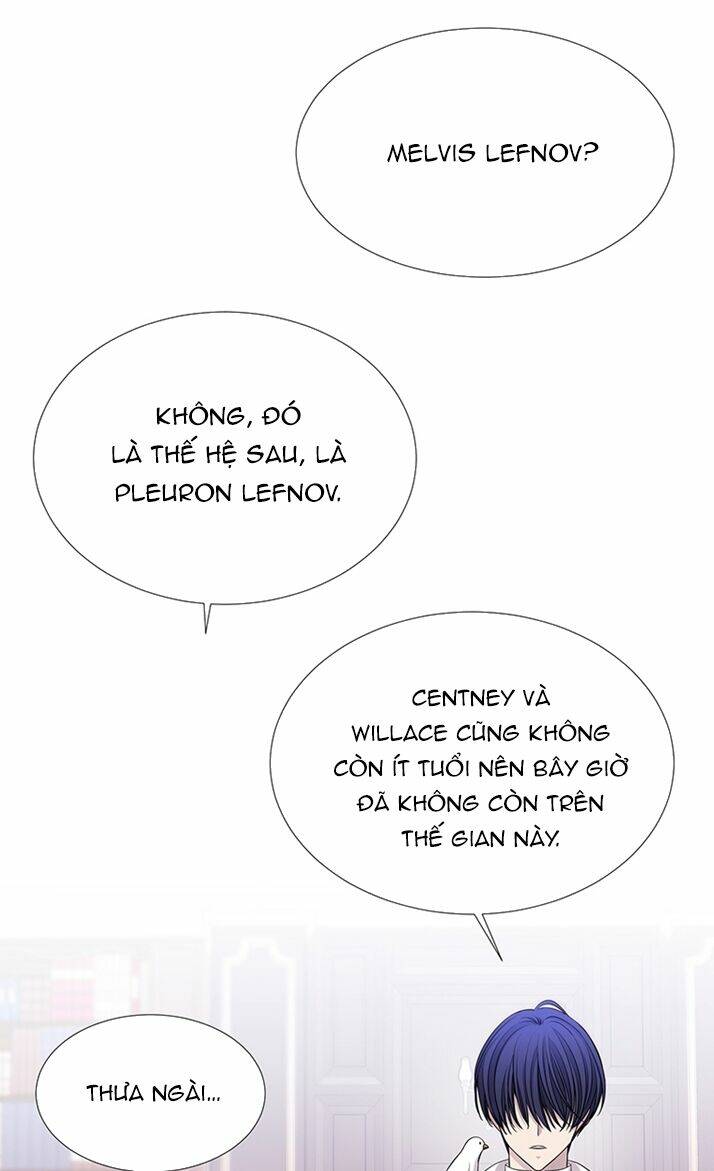 MELVIS LEFNOV?
KHÔNG, ĐÓ
LÀ THẾ HỆ SAU, LÀ
PLEURON LEFNOV.
CENTNEY VÀ
WILLACE CŨNG KHÔNG
CÒN ÍT TUỔI NÊN BÂY GIỜ
ĐÃ KHÔNG CÒN TRÊN
THẾ GIAN NÀY.
THƯA NGÀI...